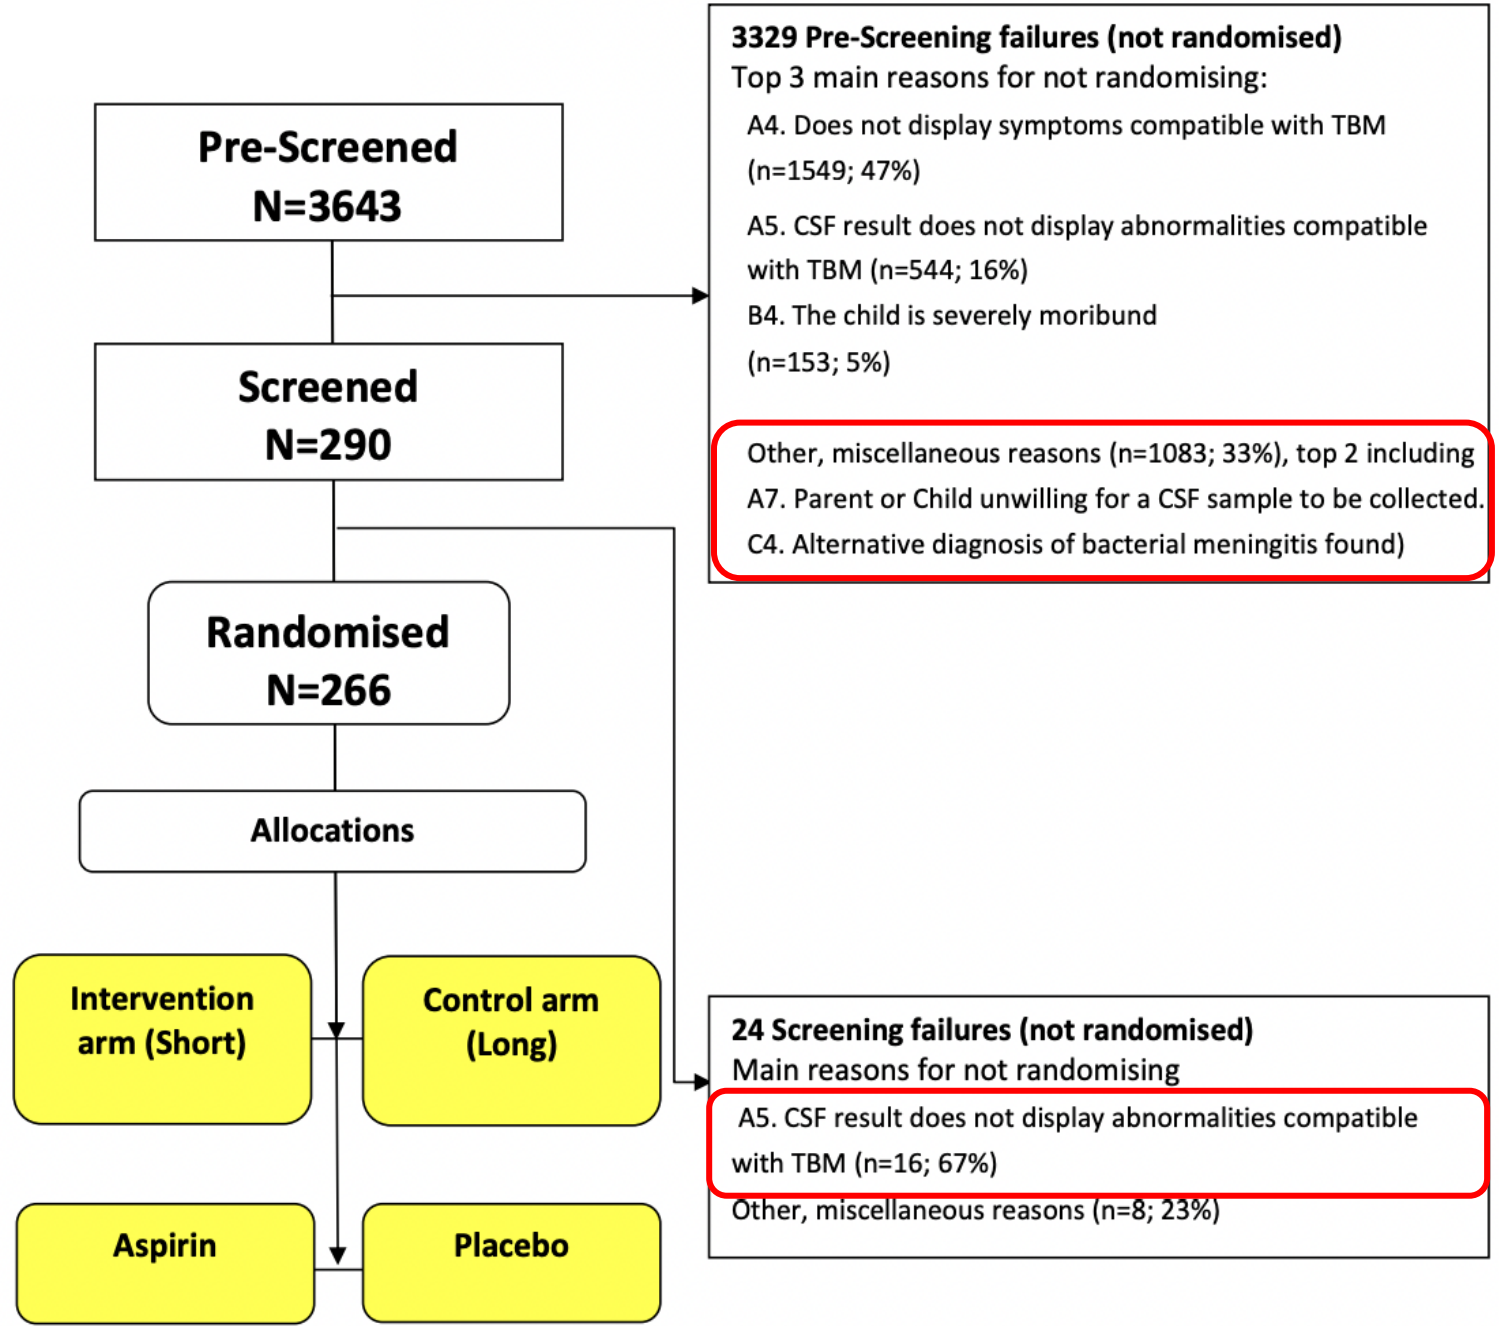 Pre-Screened
N=3643
3329 Pre-Screening failures (not randomised)
Top 3 main reasons for not randomising:
A4. Does not display symptoms compatible with TBM
(n=1549; 47%)
A5. CSF result does not display abnormalities compatible
with TBM (n=544; 16%)
B4. The child is severely moribund
(n=153; 5%)
Other, miscellaneous reasons (n=1083; 33%), top 2 including
A7. Parent or Child unwilling for a CSF sample to be collected.
C4. Alternative diagnosis of bacterial meningitis found)
Screened
N=290
Randomised
N=266
Allocations
Intervention
arm (Short)
Control arm
(Long)
24 Screening failures (not randomised)
Main reasons for not randomising
A5. CSF result does not display abnormalities compatible
with TBM (n=16; 67%)
Other, miscellaneous reasons (n=8; 23%)
Aspirin
Placebo